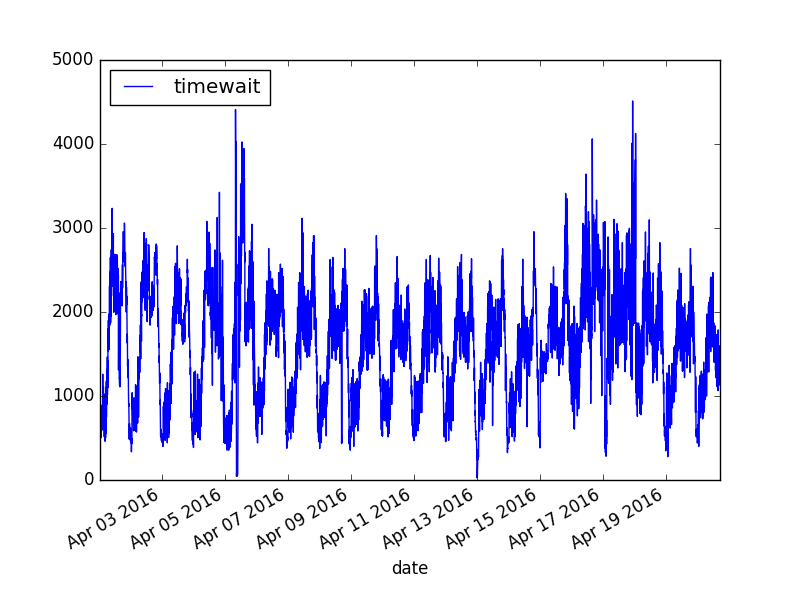 5000
timewait
4000
3000
2000
1000
0
Apr 03 2016
Apr 05 2016
Apr 07 2016
Apr 09 2016
Apr 11 2016
Apr 13 2016
Apr 15 2016
Apr 17 2016
Apr 19 2016
date